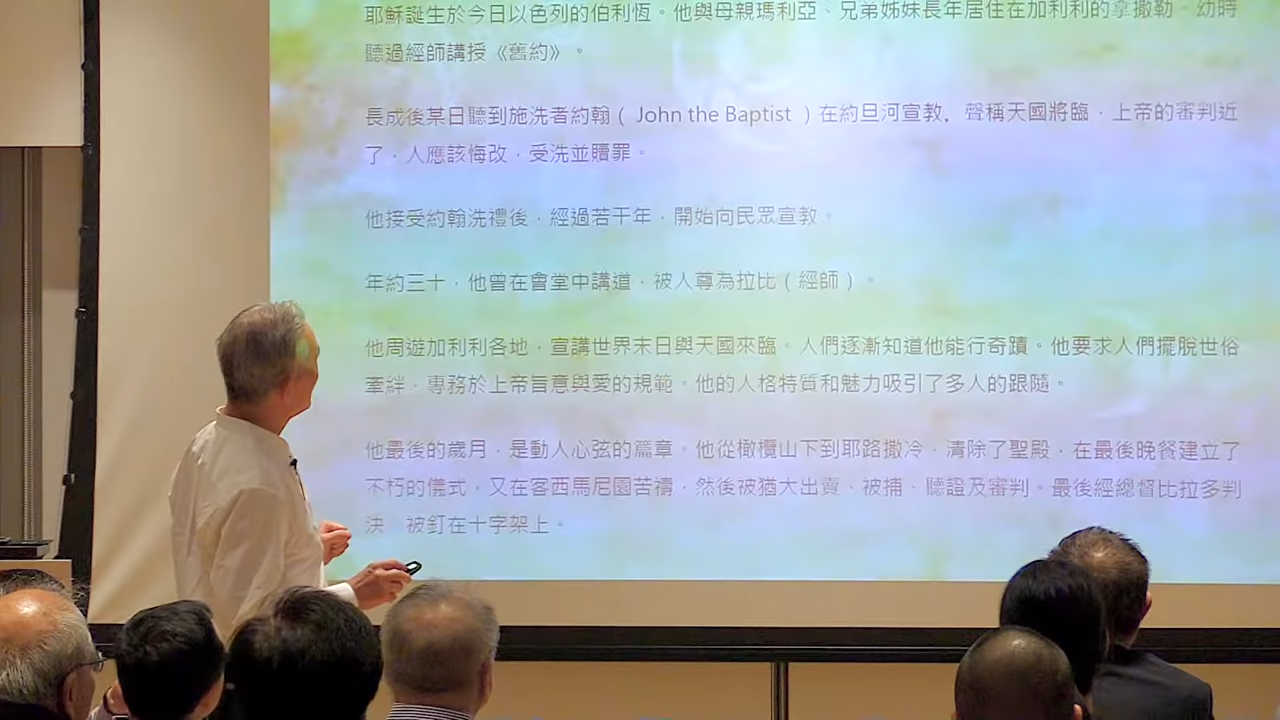 耶穌誕生於今日以色列的伯利恆。他與母親瑪利亞、兄弟姊妹長年居住在加利利的拿撒勒，幼時
聽過經師講授《舊約》。
長成後某日聽到施洗者約翰（ John the Baptist ）在約旦河宣教，聲稱天國將臨，上帝的審判近
了，人應該悔改，受洗並贖罪。
他接受約翰洗禮後，經過若干年，開始向民眾宣教。
年約三十，他曾在會堂中講道，被人尊為拉比（經師）。
他周遊加利利各地，宣講世界末日與天國來臨。人們逐漸知道他能行奇蹟。他要求人們擺脫世俗
牽絆，專務於上帝旨意與愛的規範。他的人格特質和魅力吸引了多人的跟隨。
他最後的歲月，是動人心弦的篇章。他從橄欖山下到耶路撒冷，清除了聖殿，在最後晚餐建立了
不朽的儀式，又在客西馬尼園苦禱，然後被猶大出賣、被捕、聽證及審判。最後經總督比拉多判
決，被釘在十字架上。